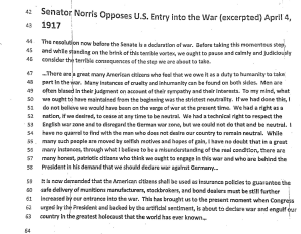 42 Senator Norris Opposes U.S. Entry into the War (excerpted) April 4,
43 1917
44 The resolution now before the Senate is a declaration of war. Before taking this momentous step,
45 and while standing on the brink of this terrible vortex, we ought to pause and calmly and judiciously
46 consider the terrible consequences of the step we are about to take.
47 ...There are a great many American citizens who feel that we owe it as a duty to humanity to take
48 part in the war. Many instances of cruelty and inhumanity can be found on both sides. Men are
49 often biased in their judgment on account of their sympathy and their interests. To my mind, what
50 we ought to have maintained from the beginning was the strictest neutrality. If we had done this, I
51 do not believe we would have been on the verge of war at the present time. We had a right as a
52 nation, if we desired, to cease at any time to be neutral. We had a technical right to respect the
53 English war zone and to disregard the German war zone, but we could not do that and be neutral. I
54 have no quarrel to find with the man who does not desire our country to remain neutral. While
55 many such people are moved by selfish motives and hopes of gain, I have no doubt that in a great
56 many instances, through what I believe to be a misunderstanding of the real condition, there are
57 many honest, patriotic citizens who think we ought to engage in this war and who are behind the
58 President in his demand that we should declare war against Germany...
59 It is now demanded that the American citizens shall be used as insurance policies to guarantee the
60 safe delivery of munitions manufacturers, stockbrokers, and bond dealers must be still further
61 increased by our entrance into the war. This has brought us to the present moment when Congress
62 urged by the President and backed by the artificial sentiment, is about to declare war and engulf our
63 country in the greatest holocaust that the world has ever known...
64